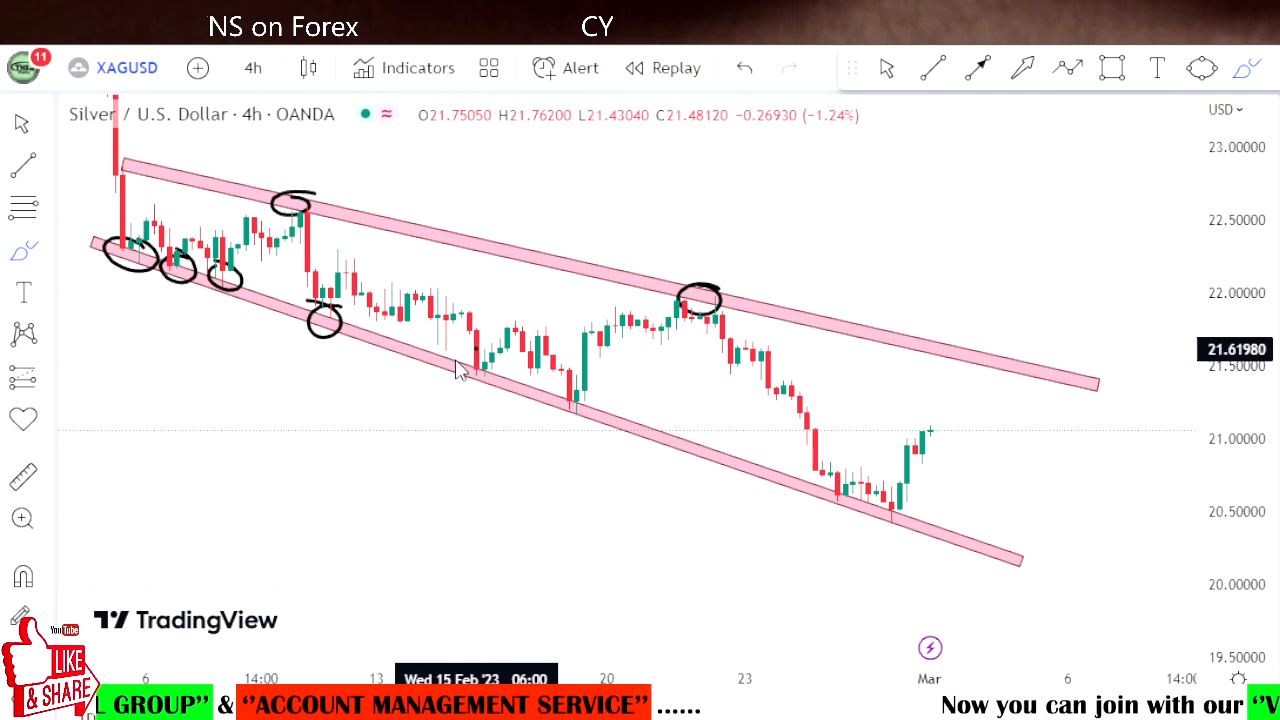 NS on Forex CY
11 XAGUSD 4h Indicators Alert Replay
Silver / U.S. Dollar · 4h · OANDA O21.75050 H21.76200 L21.43040 C21.48120 −0.26930 (−1.24%) USD
23.00000
22.50000
22.00000
21.61980
21.50000
21.00000
20.50000
20.00000
19.50000
TradingView
6 14:00 13 Wed 15 Feb '23 06:00 20 23 Mar 6 14:0
YouTube
LIKE
& SHARE
L GROUP" & "ACCOUNT MANAGEMENT SERVICE" ...... Now you can join with our "V